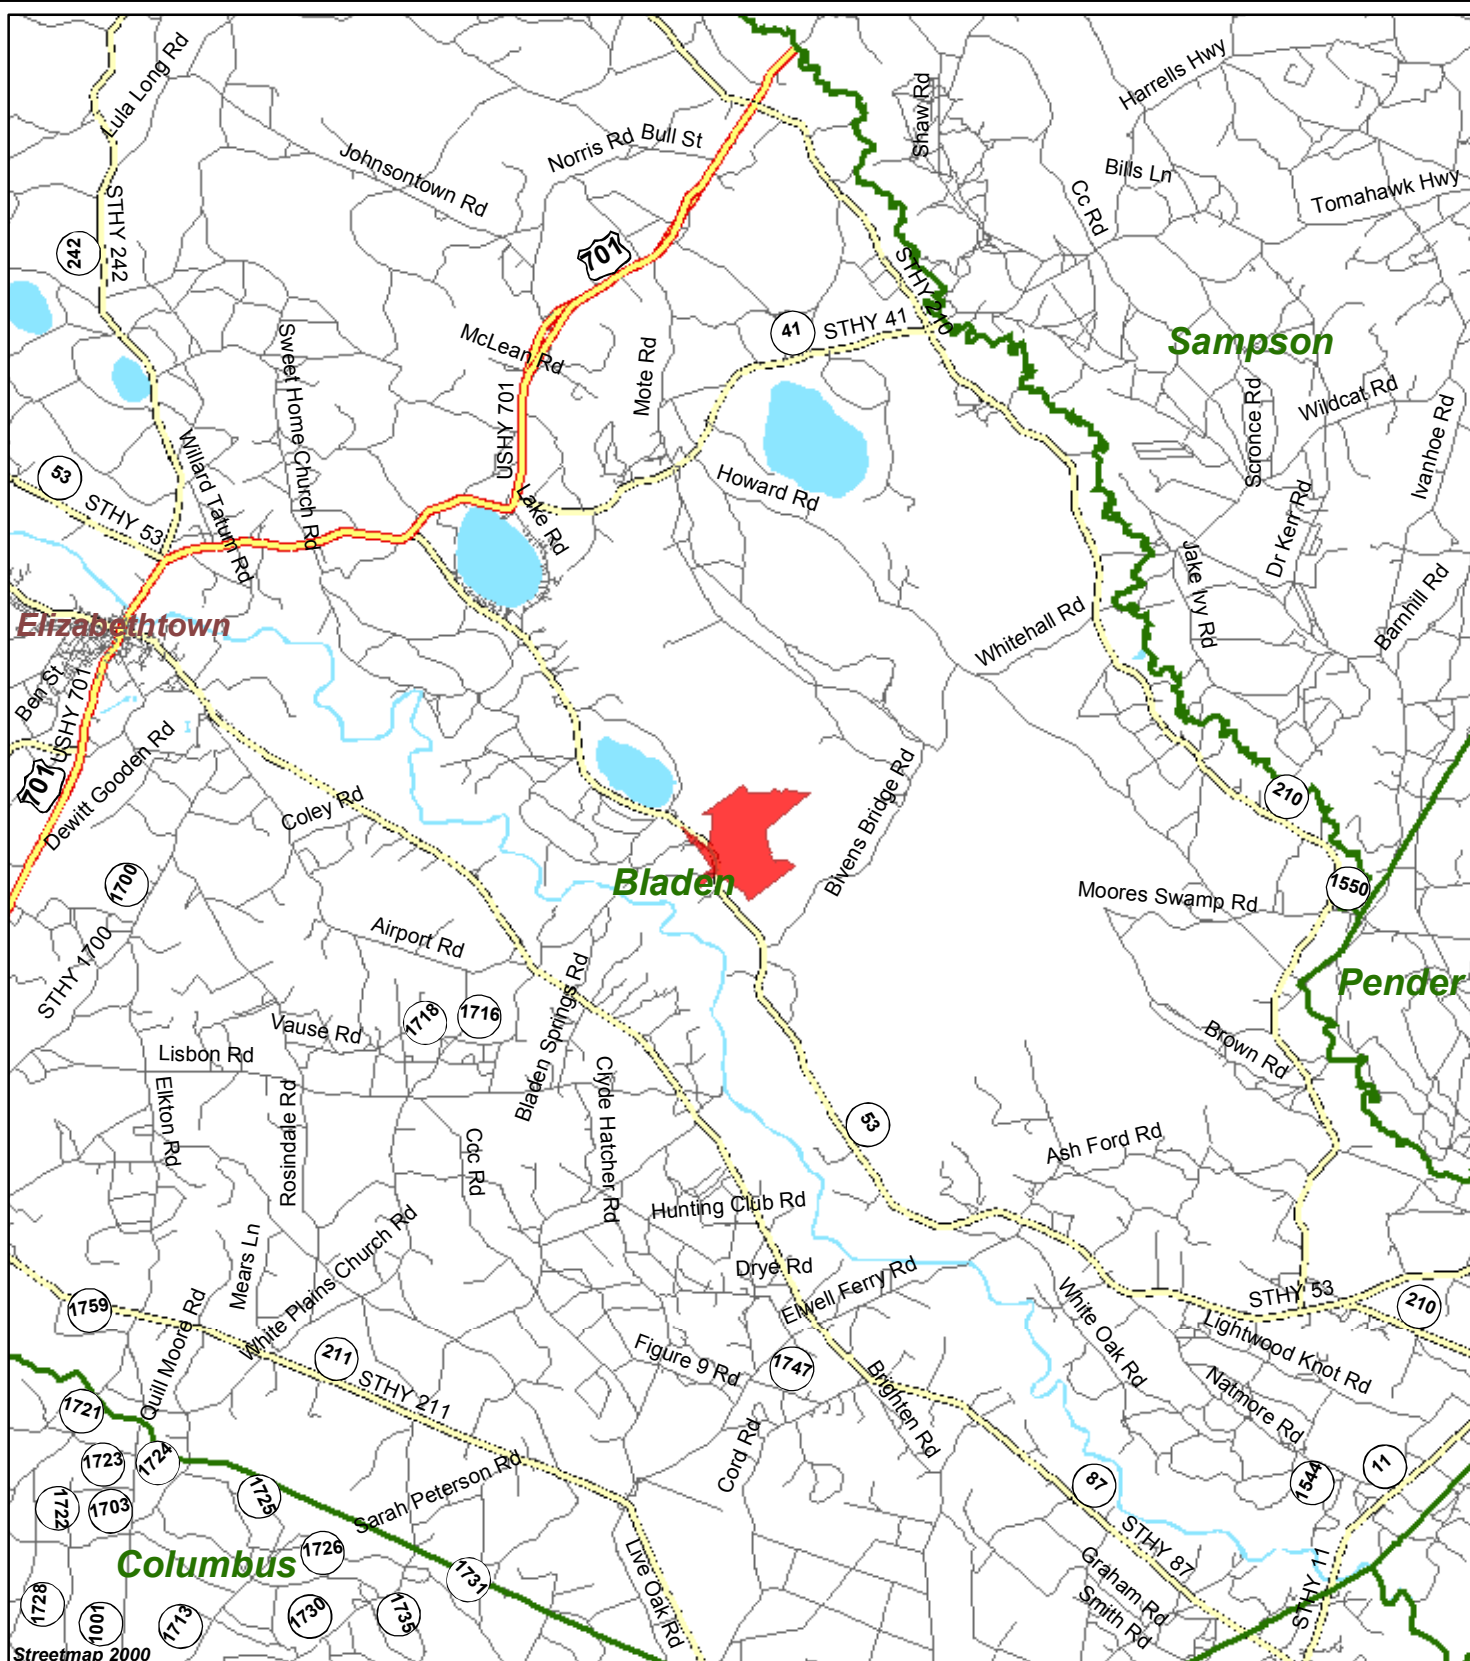 Lula Long Rd
Harrells Hwy
Shaw Rd
Norris Rd
Bull St
Johnsontown Rd
Bills Ln
Tomahawk Hwy
Cc Rd
STHY 242
242
701
STHY 210
41
STHY 41
Sampson
McLean Rd
Sweet Home Church Rd
Mote Rd
USHY 701
Scronce Rd
Wildcat Rd
Ivanhoe Rd
Willard Tatum Rd
53
STHY 53
Howard Rd
Lake Rd
Dr Kerr Rd
Jake Ivy Rd
Barnhill Rd
Whitehall Rd
Elizabethtown
Ben St
USHY 701
701
Dewitt Gooden Rd
Coley Rd
Bivens Bridge Rd
210
1700
Bladen
Moores Swamp Rd
1550
STHY 1700
Airport Rd
Pender
Bladen Springs Rd
1718
1716
Vause Rd
Lisbon Rd
Brown Rd
Elkton Rd
Rosindale Rd
Clyde Hatcher Rd
Ccc Rd
53
Ash Ford Rd
Hunting Club Rd
Mears Ln
White Plains Church Rd
Drye Rd
Elwell Ferry Rd
White Oak Rd
STHY 53
210
1759
Quill Moore Rd
211
STHY 211
Figure 9 Rd
1747
Brighten Rd
Lightwood Knot Rd
Natmore Rd
1721
1723
1724
1722
1703
1725
Sarah Peterson Rd
Cord Rd
87
1544
11
STHY 87
Columbus
1726
1731
Live Oak Rd
Graham Rd
Smith Rd
STHY 11
1728
1001
1713
1730
1735
Streetmap 2000